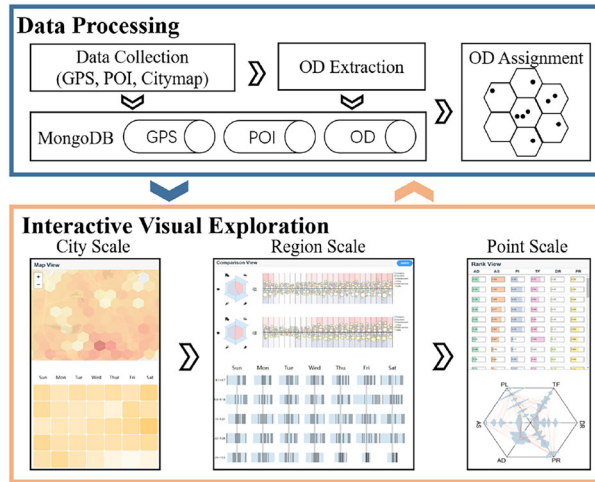 Data Processing
Data Collection
(GPS, POI, Citymap)
OD Extraction
OD Assignment
MongoDB
GPS
POI
OD
Interactive Visual Exploration
City Scale
Region Scale
Point Scale
Map View
+
−
Sun Mon Tue Wed Thu Fri Sat
Comparison View
Sun Mon Tue Wed Thu Fri Sat
Rank View
AD AS PI TF DR PR
PL TF
AS DR
AD PR